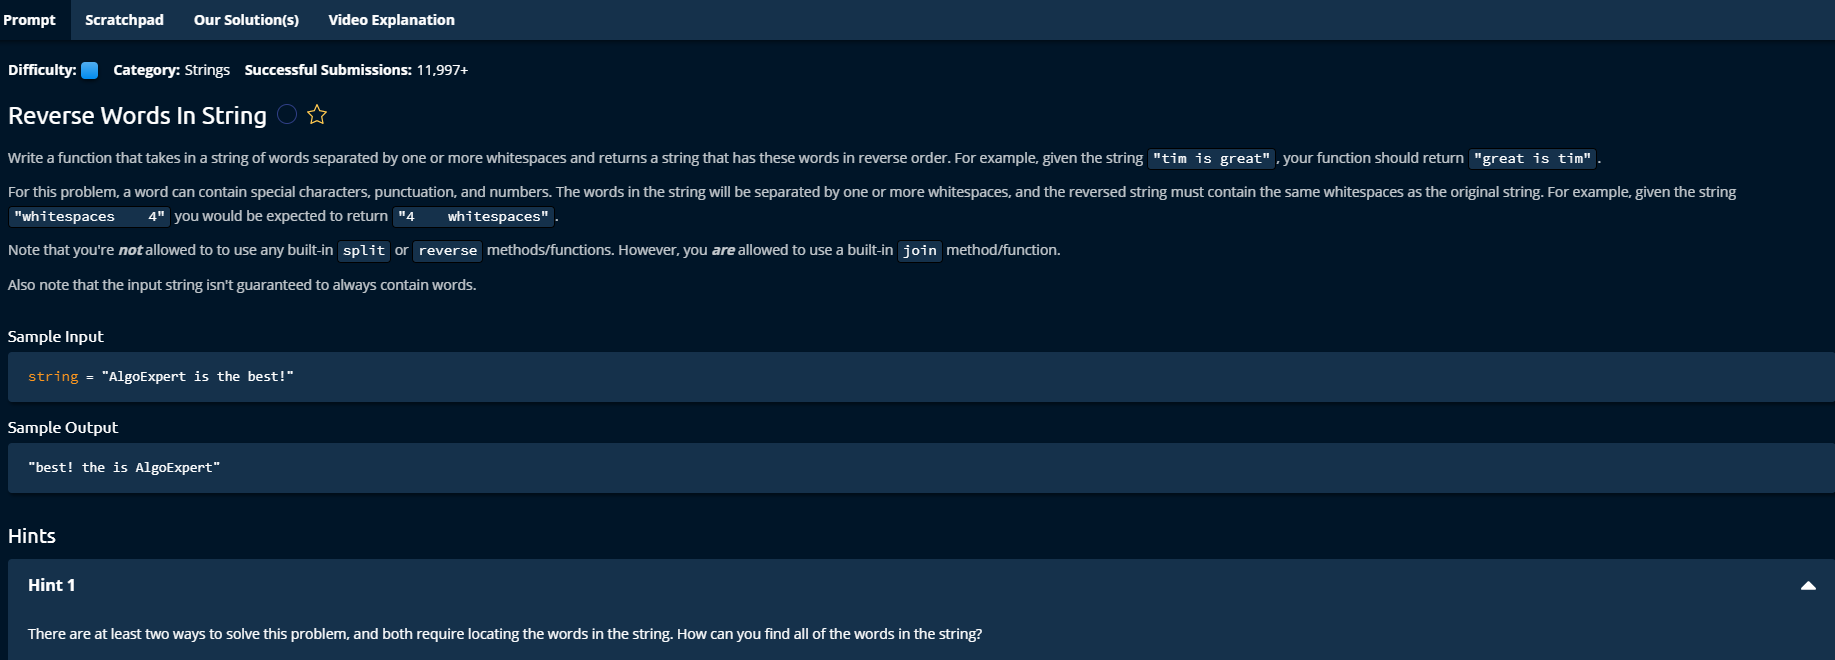 Prompt Scratchpad Our Solution(s) Video Explanation
Difficulty: Category: Strings Successful Submissions: 11,997+
Reverse Words In String
Write a function that takes in a string of words separated by one or more whitespaces and returns a string that has these words in reverse order. For example, given the string "tim is great", your function should return "great is tim".
For this problem, a word can contain special characters, punctuation, and numbers. The words in the string will be separated by one or more whitespaces, and the reversed string must contain the same whitespaces as the original string. For example, given the string
"whitespaces    4" you would be expected to return "4    whitespaces".
Note that you're not allowed to to use any built-in split or reverse methods/functions. However, you are allowed to use a built-in join method/function.
Also note that the input string isn't guaranteed to always contain words.
Sample Input
string = "AlgoExpert is the best!"
Sample Output
"best! the is AlgoExpert"
Hints
Hint 1
There are at least two ways to solve this problem, and both require locating the words in the string. How can you find all of the words in the string?